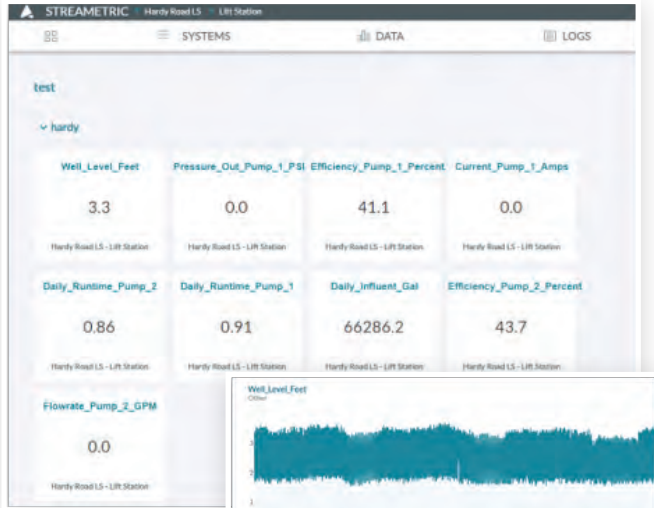 STREAMETRIC Hardy Road LS Lift Station
SYSTEMS DATA LOGS
test
hardy
Well_Level_Feet Pressure_Out_Pump_1_PSI Efficiency_Pump_1_Percent Current_Pump_1_Amps
3.3 0.0 41.1 0.0
Hardy Road LS - Lift Station Hardy Road LS - Lift Station Hardy Road LS - Lift Station Hardy Road LS - Lift Station
Daily_Runtime_Pump_2 Daily_Runtime_Pump_1 Daily_Influent_Gal Efficiency_Pump_2_Percent
0.86 0.91 66286.2 43.7
Hardy Road LS - Lift Station Hardy Road LS - Lift Station Hardy Road LS - Lift Station Hardy Road LS - Lift Station
Flowrate_Pump_2_GPM
0.0
Hardy Road LS - Lift Station
Well_Level_Feet
Other
3
2
1